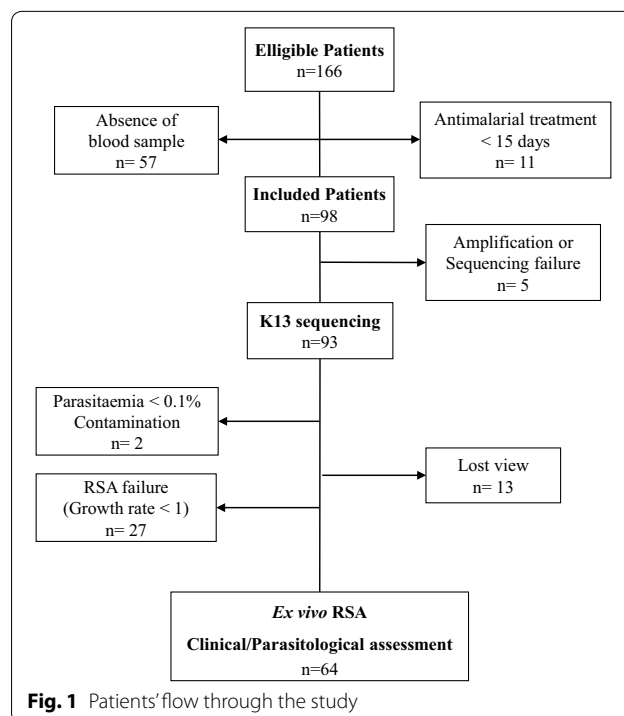 Elligible Patients
n=166
Absence of
blood sample
n= 57
Antimalarial treatment
< 15 days
n= 11
Included Patients
n=98
Amplification or
Sequencing failure
n= 5
K13 sequencing
n=93
Parasitaemia < 0.1%
Contamination
n= 2
Lost view
n= 13
RSA failure
(Growth rate < 1)
n= 27
Ex vivo RSA
Clinical/Parasitological assessment
n=64
Fig. 1 Patients’ flow through the study